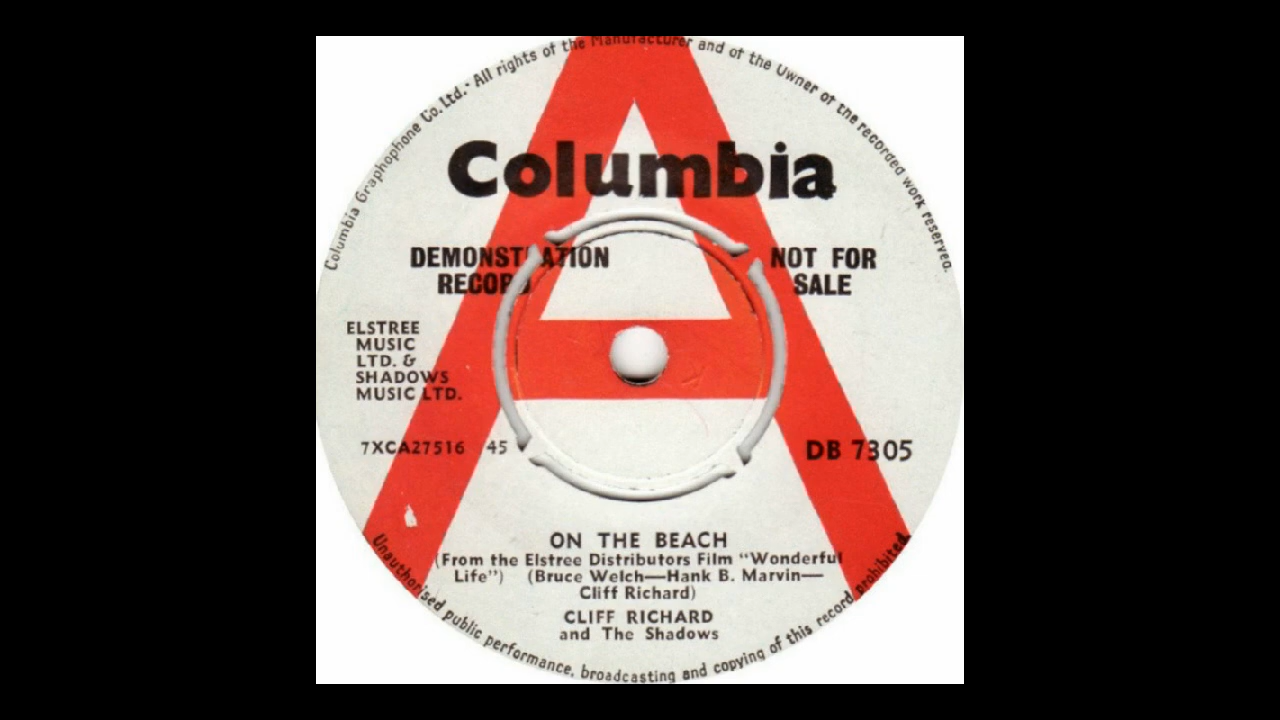 Columbia Graphophone Co. Ltd.- All rights of the Manufacturer and of the Owner of the recorded work reserved.
A
Columbia
DEMONSTRATION
RECORD
NOT FOR
SALE
ELSTREE
MUSIC
LTD. &
SHADOWS
MUSIC LTD.
7XCA27516 45
DB 7305
ON THE BEACH
(From the Elstree Distributors Film “Wonderful
Life”) (Bruce Welch—Hank B. Marvin—
Cliff Richard)
CLIFF RICHARD
and The Shadows
Unauthorised public performance, broadcasting and copying of this record prohibited.